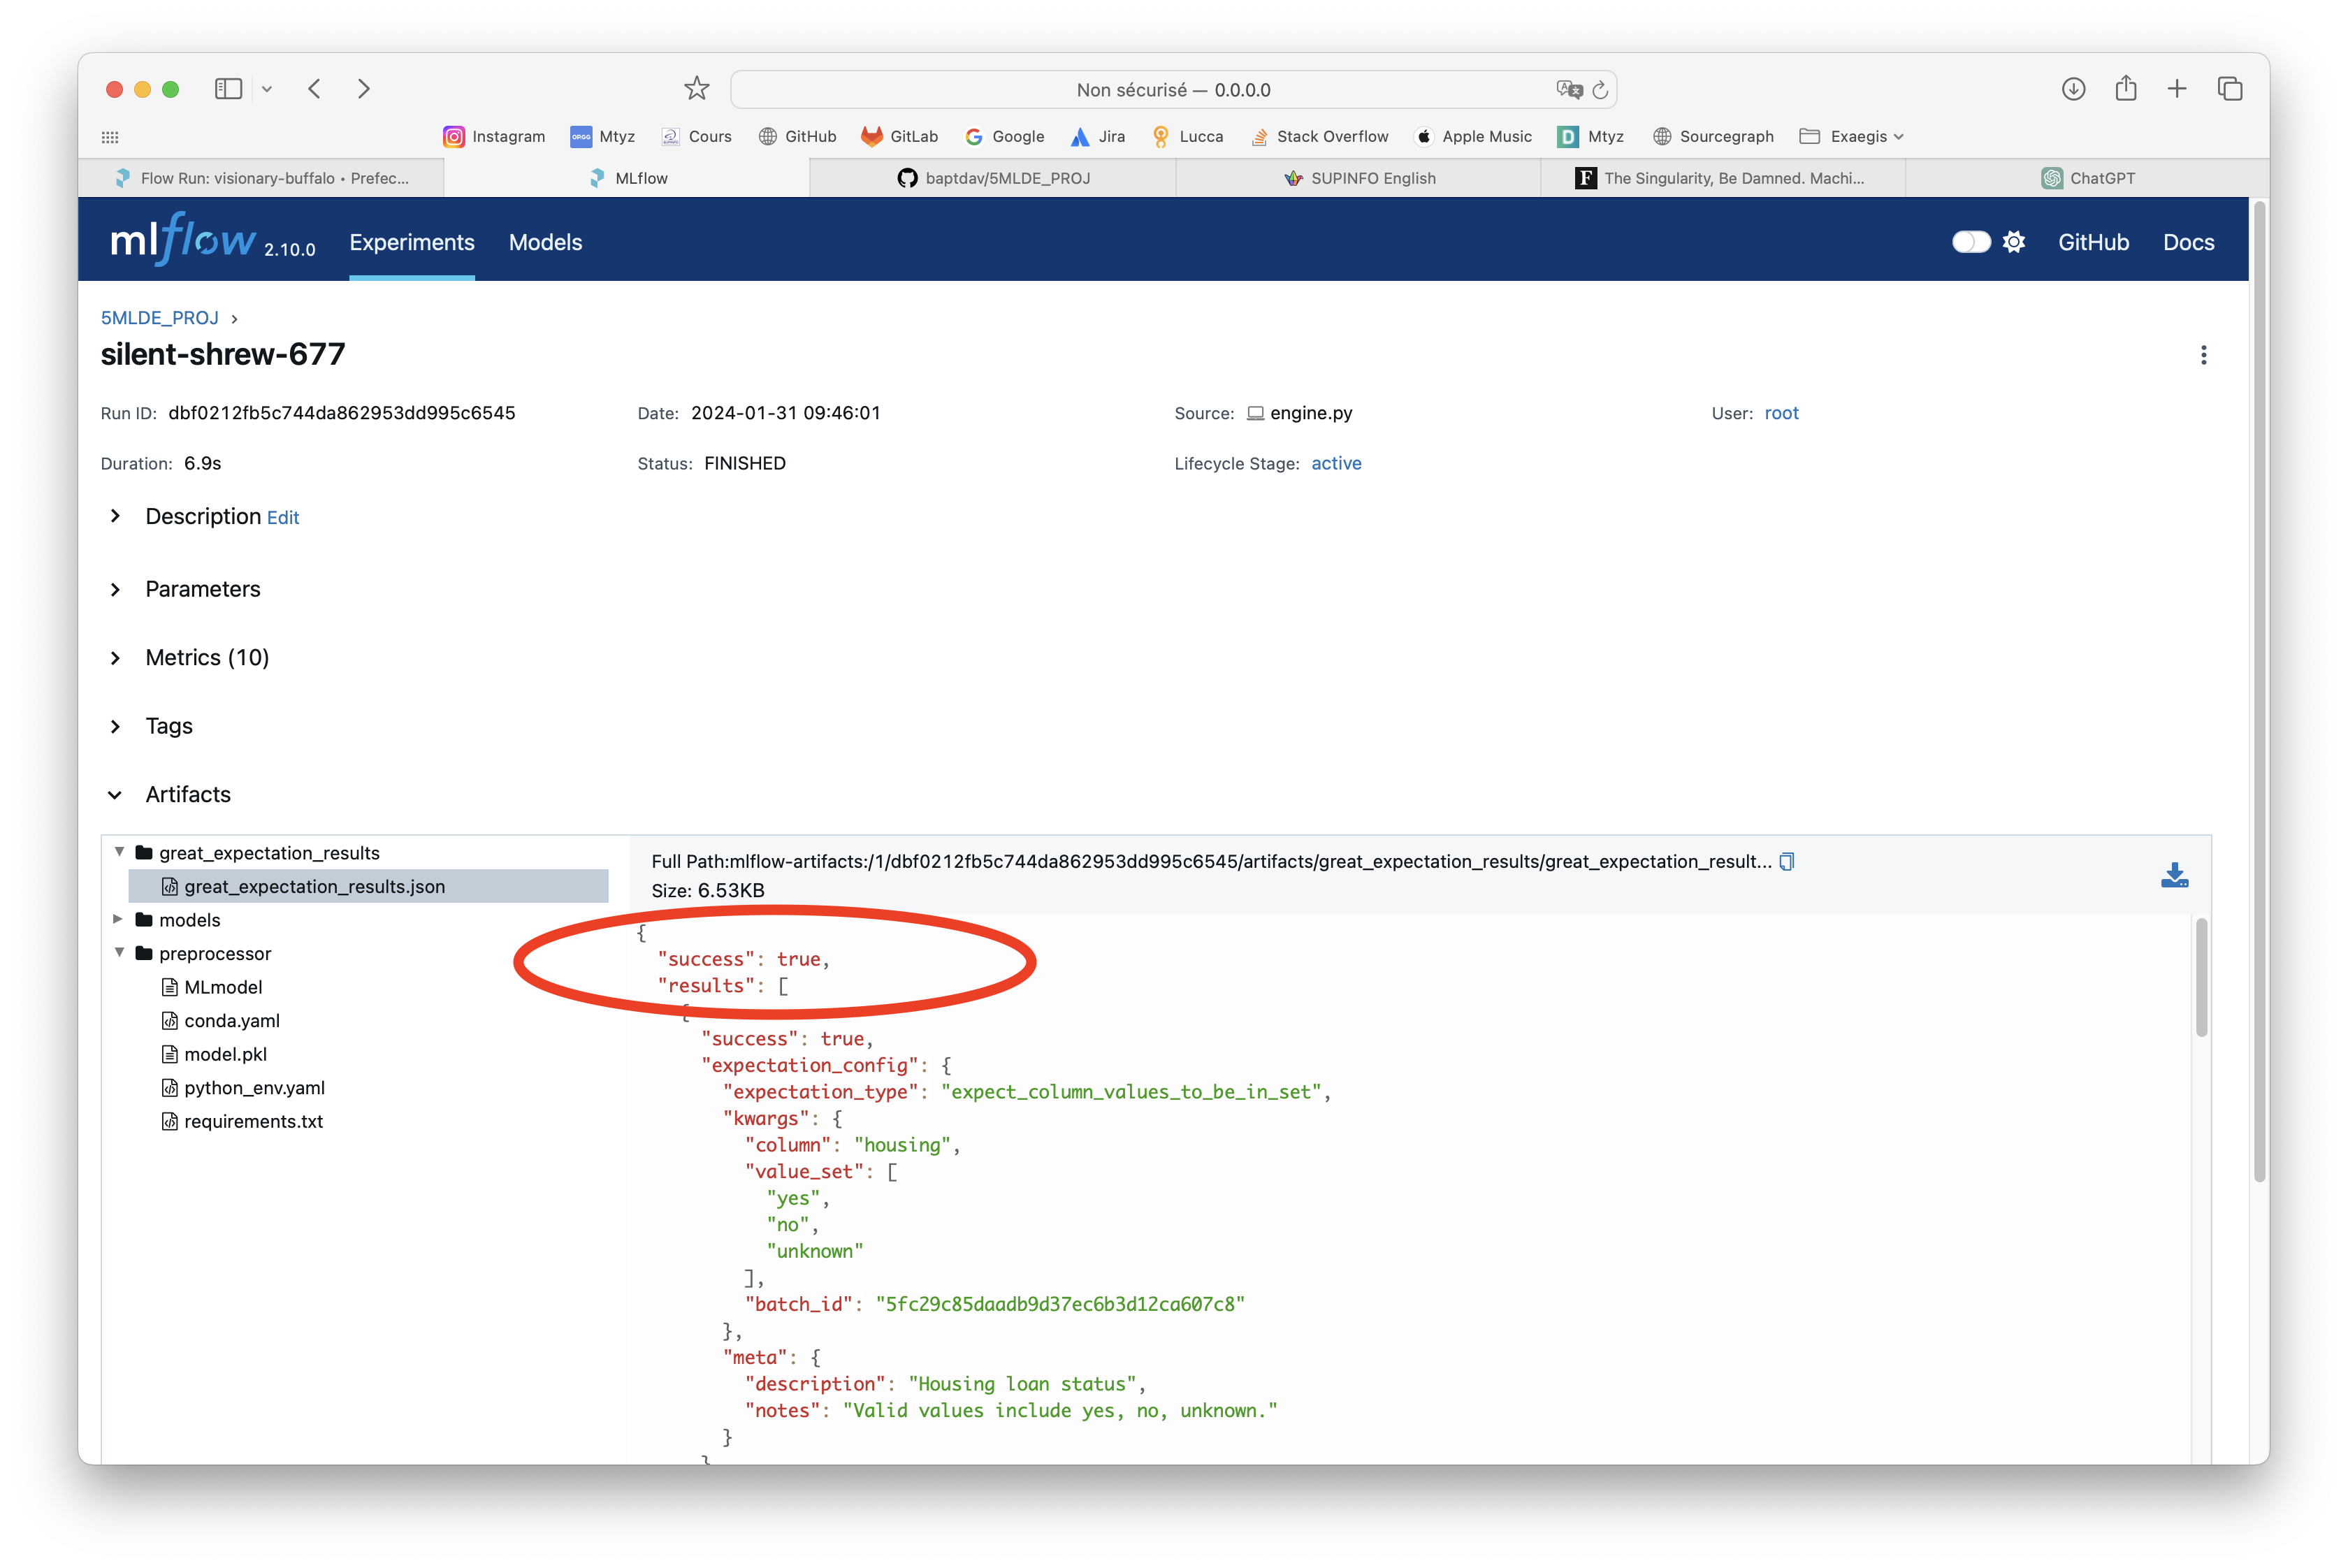 Non sécurisé — 0.0.0.0
Instagram OPGG Mtyz Cours GitHub GitLab Google Jira Lucca Stack Overflow Apple Music D Mtyz Sourcegraph Exaegis
Flow Run: visionary-buffalo • Prefec... MLflow baptdav/5MLDE_PROJ SUPINFO English F The Singularity, Be Damned. Machi... ChatGPT
mlflow 2.10.0 Experiments Models GitHub Docs
5MLDE_PROJ >
silent-shrew-677
Run ID: dbf0212fb5c744da862953dd995c6545 Date: 2024-01-31 09:46:01 Source: engine.py User: root
Duration: 6.9s Status: FINISHED Lifecycle Stage: active
Description Edit
Parameters
Metrics (10)
Tags
Artifacts
great_expectation_results
great_expectation_results.json
models
preprocessor
MLmodel
conda.yaml
model.pkl
python_env.yaml
requirements.txt
Full Path:mlflow-artifacts:/1/dbf0212fb5c744da862953dd995c6545/artifacts/great_expectation_results/great_expectation_result...
Size: 6.53KB
{
"success": true,
"results": [
{
"success": true,
"expectation_config": {
"expectation_type": "expect_column_values_to_be_in_set",
"kwargs": {
"column": "housing",
"value_set": [
"yes",
"no",
"unknown"
],
"batch_id": "5fc29c85daadb9d37ec6b3d12ca607c8"
},
"meta": {
"description": "Housing loan status",
"notes": "Valid values include yes, no, unknown."
}
}